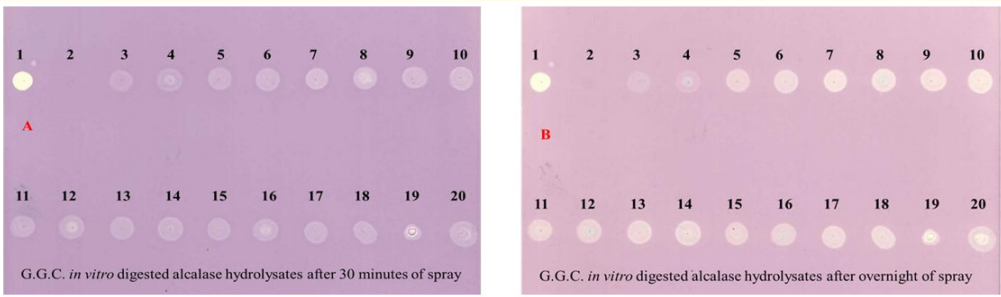 1 2 3 4 5 6 7 8 9 10
A
11 12 13 14 15 16 17 18 19 20
G.G.C. in vitro digested alcalase hydrolysates after 30 minutes of spray
1 2 3 4 5 6 7 8 9 10
B
11 12 13 14 15 16 17 18 19 20
G.G.C. in vitro digested alcalase hydrolysates after overnight of spray